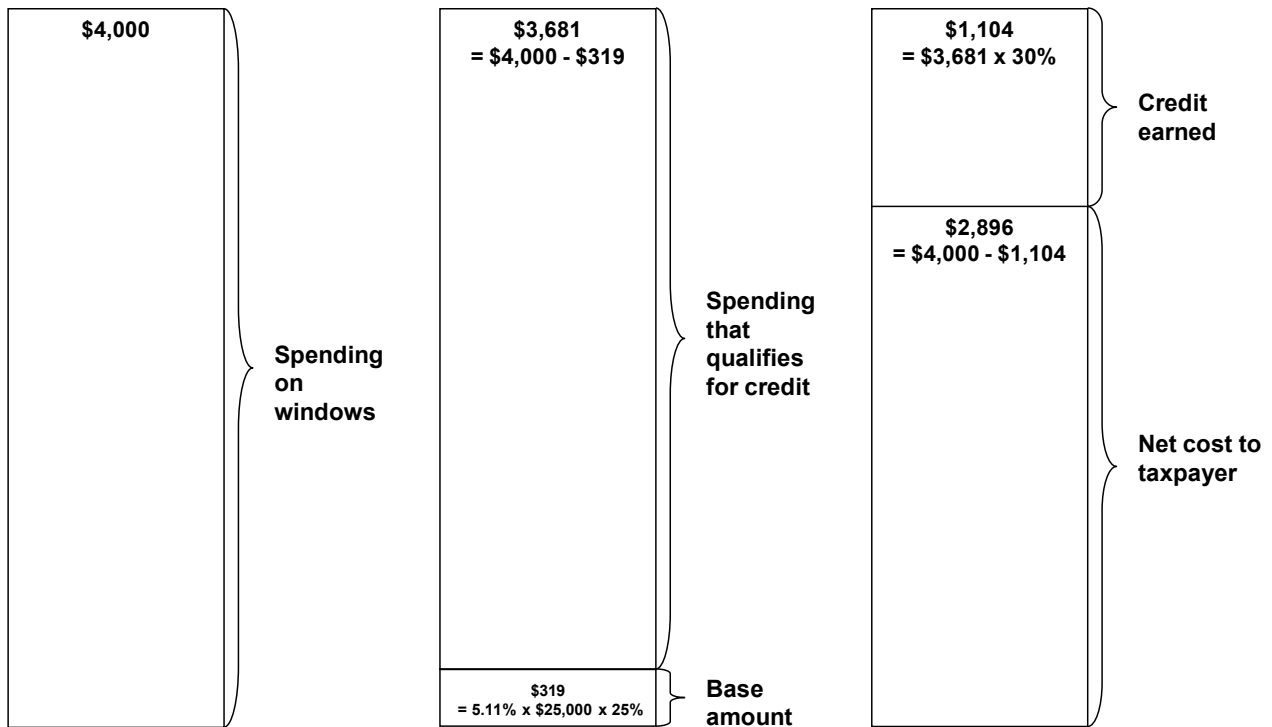 $4,000
Spending
on
windows
$3,681
= $4,000 - $319
Spending
that
qualifies
for credit
$319
= 5.11% x $25,000 x 25%
Base
amount
$1,104
= $3,681 x 30%
Credit
earned
$2,896
= $4,000 - $1,104
Net cost to
taxpayer